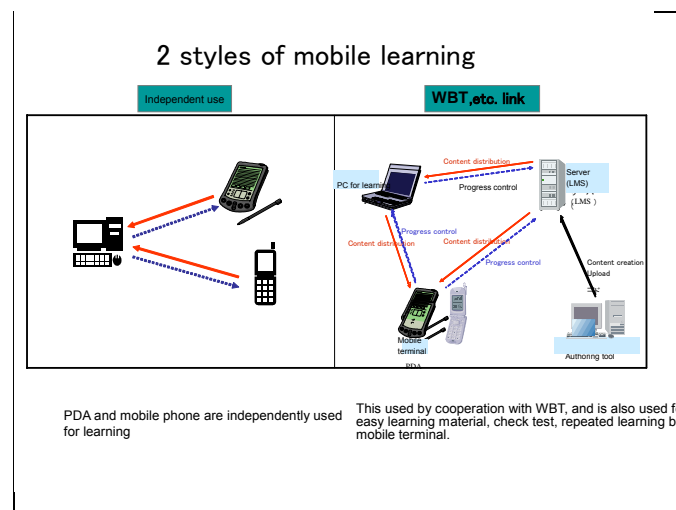 2 styles of mobile learning
Independent use
WBT,etc. link
PC for learning
Content distribution
Progress control
Server
(LMS)
(LMS )
Progress control
Content distribution
Content distribution
Progress control
Content creation
Upload
Mobile
terminal
PDA
Authoring tool
PDA and mobile phone are independently used
for learning
This used by cooperation with WBT, and is also used f
easy learning material, check test, repeated learning b
mobile terminal.